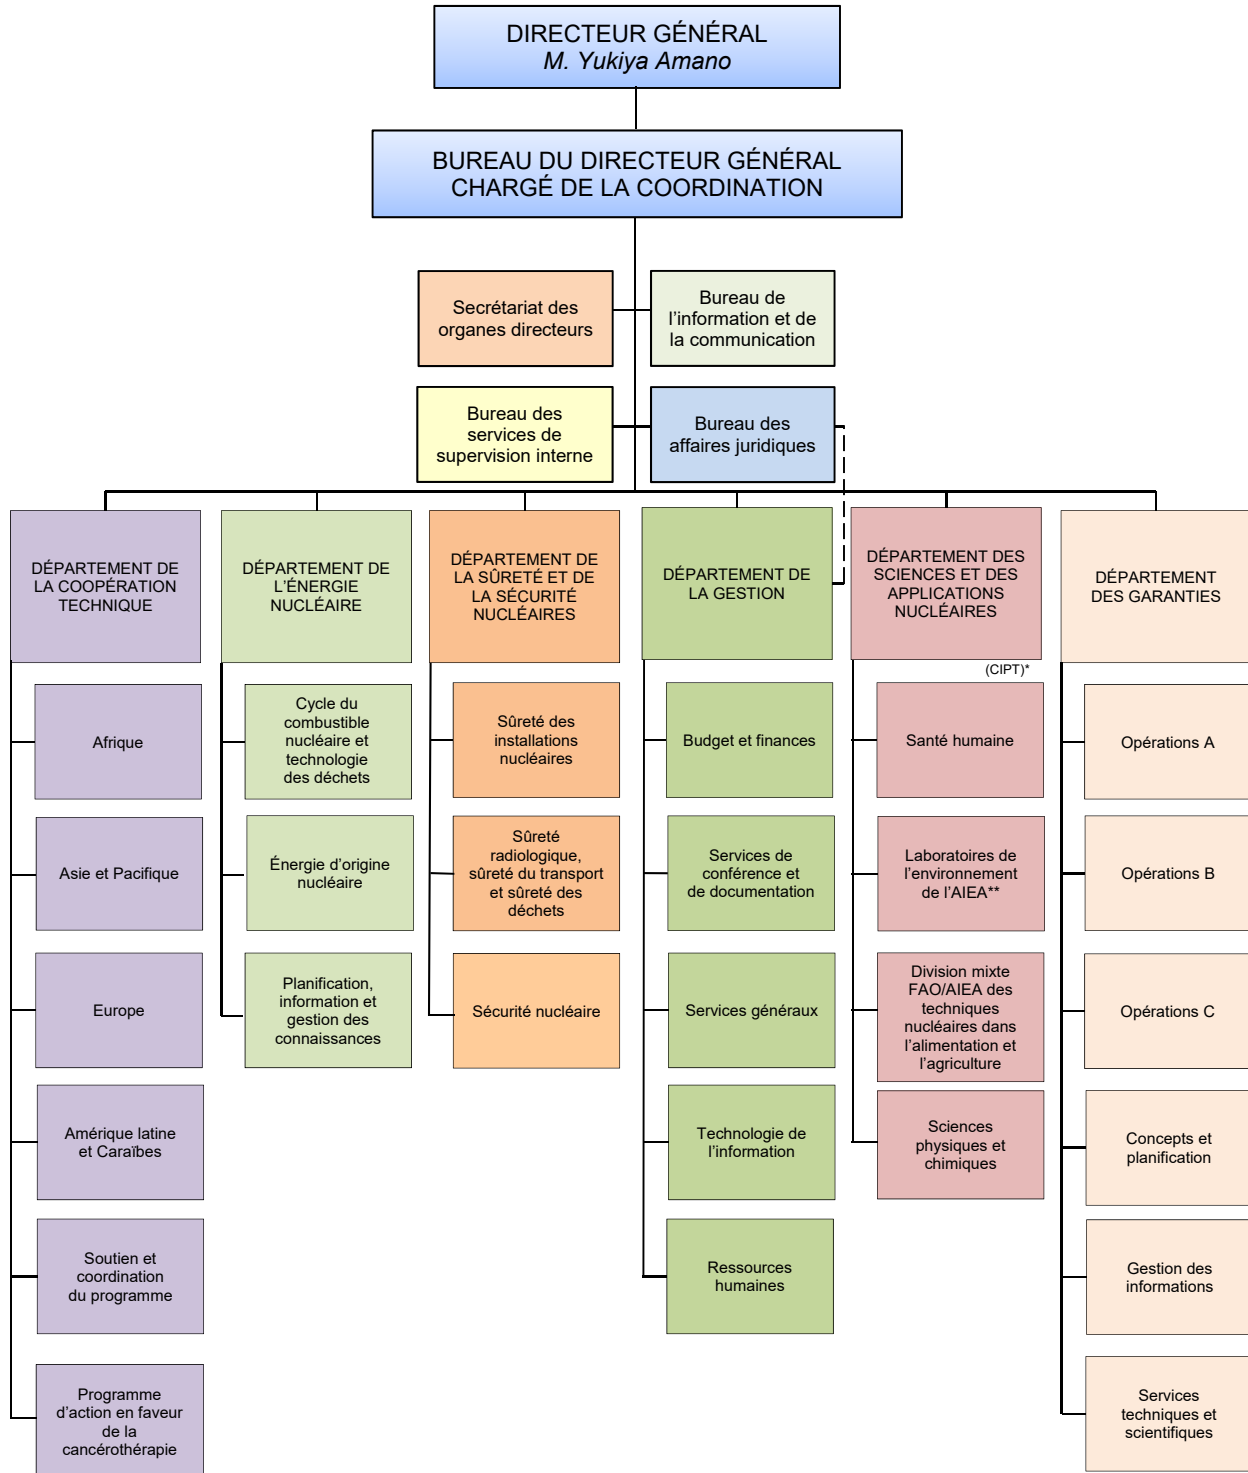 DIRECTEUR GÉNÉRAL
M. Yukiya Amano
BUREAU DU DIRECTEUR GÉNÉRAL
CHARGÉ DE LA COORDINATION
Secrétariat des
organes directeurs
Bureau de
l'information et de
la communication
Bureau des
services de
supervision interne
Bureau des
affaires juridiques
DÉPARTEMENT DE
LA COOPÉRATION
TECHNIQUE
DÉPARTEMENT DE
L'ÉNERGIE
NUCLÉAIRE
DÉPARTEMENT DE
LA SÛRETÉ ET DE
LA SÉCURITÉ
NUCLÉAIRES
DÉPARTEMENT DE
LA GESTION
DÉPARTEMENT DES
SCIENCES ET DES
APPLICATIONS
NUCLÉAIRES
DÉPARTEMENT
DES GARANTIES
(CIPT)*
Afrique
Asie et Pacifique
Europe
Amérique latine
et Caraïbes
Soutien et
coordination
du programme
Programme
d'action en faveur
de la
cancérothérapie
Cycle du
combustible
nucléaire et
technologie
des déchets
Énergie d'origine
nucléaire
Planification,
information et
gestion des
connaissances
Sûreté des
installations
nucléaires
Sûreté
radiologique,
sûreté du transport
et sûreté des
déchets
Sécurité nucléaire
Budget et finances
Services de
conférence et
de documentation
Services généraux
Technologie de
l'information
Ressources
humaines
Santé humaine
Laboratoires de
l'environnement
de l'AIEA**
Division mixte
FAO/AIEA des
techniques
nucléaires dans
l'alimentation et
l'agriculture
Sciences
physiques et
chimiques
Opérations A
Opérations B
Opérations C
Concepts et
planification
Gestion des
informations
Services
techniques et
scientifiques